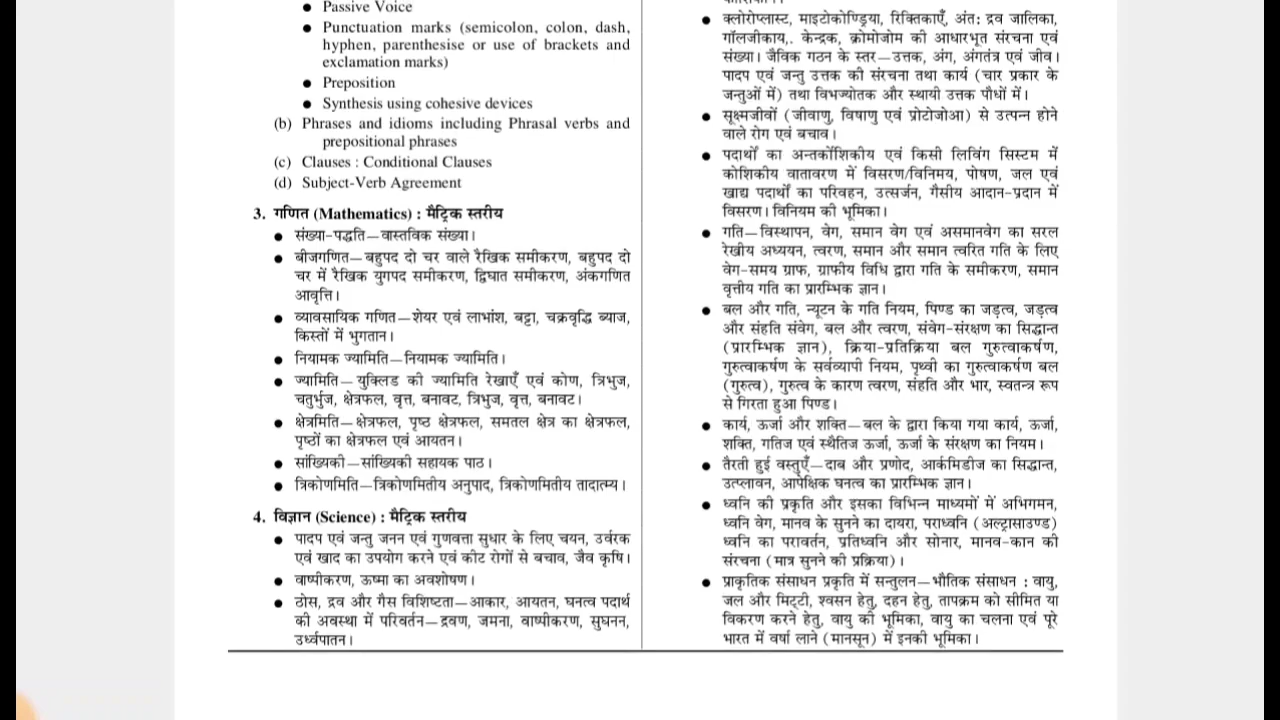 ● Passive Voice
● Punctuation marks (semicolon, colon, dash,
hyphen, parenthesise or use of brackets and
exclamation marks)
● Preposition
● Synthesis using cohesive devices
(b) Phrases and idioms including Phrasal verbs and
prepositional phrases
(c) Clauses : Conditional Clauses
(d) Subject-Verb Agreement
3. गणित (Mathematics) : मैट्रिक स्तरीय
● संख्या-पद्धति—वास्तविक संख्या।
● बीजगणित—बहुपद दो चर वाले रैखिक समीकरण, बहुपद दो
चर में रैखिक युगपद समीकरण, द्विघात समीकरण, अंकगणित
आवृत्ति।
● व्यावसायिक गणित—शेयर एवं लाभांश, बट्टा, चक्रवृद्धि ब्याज,
किस्तों में भुगतान।
● नियामक ज्यामिति—नियामक ज्यामिति।
● ज्यामिति—युक्लिड की ज्यामिति रेखाएँ एवं कोण, त्रिभुज,
चतुर्भुज, क्षेत्रफल, वृत्त, बनावट, त्रिभुज, वृत्त, बनावट।
● क्षेत्रमिति—क्षेत्रफल, पृष्ठ क्षेत्रफल, समतल क्षेत्र का क्षेत्रफल,
पृष्ठों का क्षेत्रफल एवं आयतन।
● सांख्यिकी—सांख्यिकी सहायक पाठ।
● त्रिकोणमिति—त्रिकोणमितीय अनुपाद, त्रिकोणमितीय तादात्म्य।
4. विज्ञान (Science) : मैट्रिक स्तरीय
● पादप एवं जन्तु जनन एवं गुणवत्ता सुधार के लिए चयन, उर्वरक
एवं खाद का उपयोग करने एवं कीट रोगों से बचाव, जैव कृषि।
● वाष्पीकरण, ऊष्मा का अवशोषण।
● ठोस, द्रव और गैस विशिष्टता—आकार, आयतन, घनत्व पदार्थ
की अवस्था में परिवर्तन—द्रवण, जमना, वाष्पीकरण, सुघनन,
उर्ध्वपातन।
● क्लोरोप्लास्ट, माइटोकोण्ड्रिया, रिक्तिकाएँ, अंत: द्रव जालिका,
गॉलजीकाय,. केन्द्रक, क्रोमोजोम की आधारभूत संरचना एवं
संख्या। जैविक गठन के स्तर—उत्तक, अंग, अंगतंत्र एवं जीव।
पादप एवं जन्तु उत्तक की संरचना तथा कार्य (चार प्रकार के
जन्तुओं में) तथा विभज्योतक और स्थायी उत्तक पौधों में।
● सूक्ष्मजीवों (जीवाणु, विषाणु एवं प्रोटोजोआ) से उत्पन्न होने
वाले रोग एवं बचाव।
● पदार्थों का अन्तर्कोशिकीय एवं किसी लिविंग सिस्टम में
कोशिकीय वातावरण में विसरण/विनिमय, पोषण, जल एवं
खाद्य पदार्थों का परिवहन, उत्सर्जन, गैसीय आदान-प्रदान में
विसरण। विनियम की भूमिका।
● गति—विस्थापन, वेग, समान वेग एवं असमानवेग का सरल
रेखीय अध्ययन, त्वरण, समान और समान त्वरित गति के लिए
वेग-समय ग्राफ, ग्राफीय विधि द्वारा गति के समीकरण, समान
वृत्तीय गति का प्रारम्भिक ज्ञान।
● बल और गति, न्यूटन के गति नियम, पिण्ड का जड़त्व, जड़त्व
और संहति संवेग, बल और त्वरण, संवेग-संरक्षण का सिद्धान्त
(प्रारम्भिक ज्ञान), क्रिया-प्रतिक्रिया बल गुरुत्वाकर्षण,
गुरुत्वाकर्षण के सर्वव्यापी नियम, पृथ्वी का गुरुत्वाकर्षण बल
(गुरुत्व), गुरुत्व के कारण त्वरण, संहति और भार, स्वतन्त्र रूप
से गिरता हुआ पिण्ड।
● कार्य, ऊर्जा और शक्ति—बल के द्वारा किया गया कार्य, ऊर्जा,
शक्ति, गतिज एवं स्थैतिज ऊर्जा, ऊर्जा के संरक्षण का नियम।
● तैरती हुई वस्तुएँ—दाब और प्रणोद, आर्कमिडीज का सिद्धान्त,
उत्प्लावन, आपेक्षिक घनत्व का प्रारम्भिक ज्ञान।
● ध्वनि की प्रकृति और इसका विभिन्न माध्यमों में अभिगमन,
ध्वनि वेग, मानव के सुनने का दायरा, पराध्वनि (अल्ट्रासाउण्ड)
ध्वनि का परावर्तन, प्रतिध्वनि और सोनार, मानव-कान की
संरचना (मात्र सुनने की प्रक्रिया)।
● प्राकृतिक संसाधन प्रकृति में सन्तुलन—भौतिक संसाधन : वायु,
जल और मिट्टी, श्वसन हेतु, दहन हेतु, तापक्रम को सीमित या
विकरण करने हेतु, वायु की भूमिका, वायु का चलना एवं पूरे
भारत में वर्षा लाने (मानसून) में इनकी भूमिका।